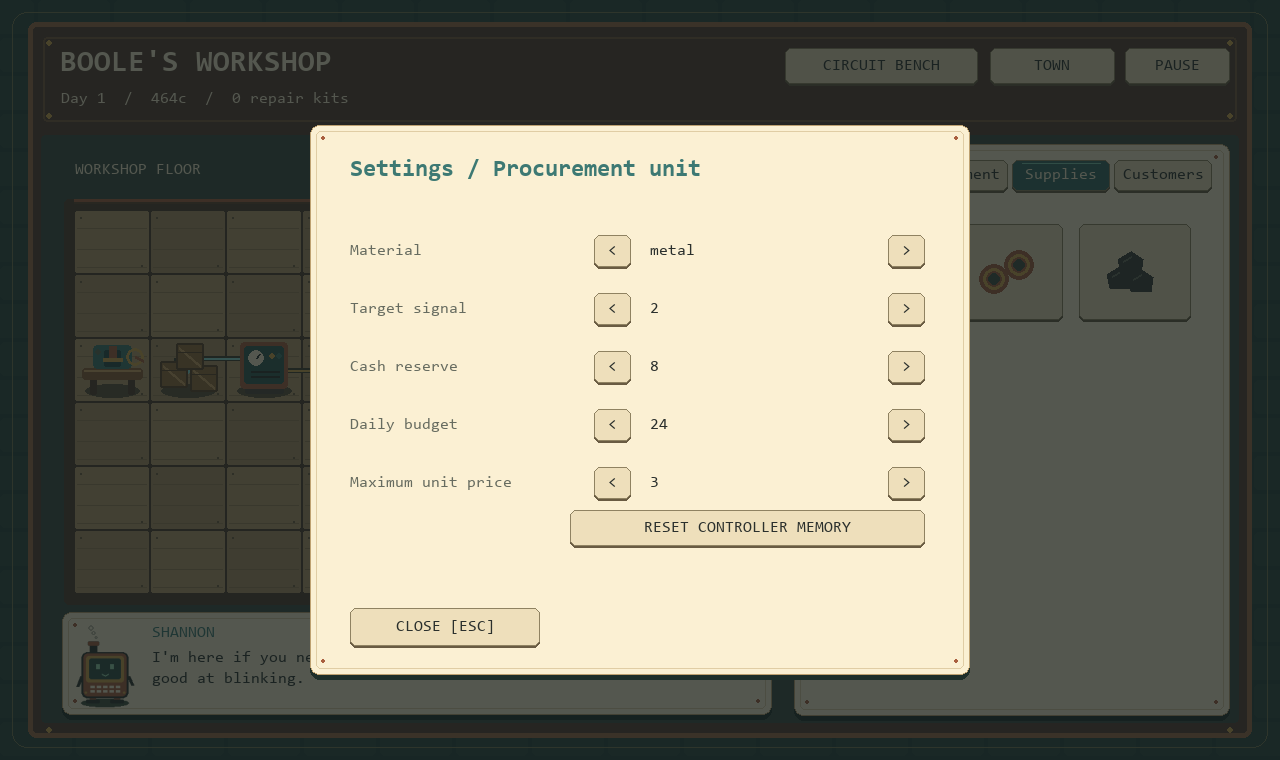 BOOLE'S WORKSHOP
CIRCUIT BENCH
TOWN
PAUSE
Day 1 / 464c / 0 repair kits
WORKSHOP FLOOR
Supplies
Customers
Settings / Procurement unit
Material < metal >
Target signal < 2 >
Cash reserve < 8 >
Daily budget < 24 >
Maximum unit price < 3 >
RESET CONTROLLER MEMORY
CLOSE [ESC]
SHANNON
I'm here if you
good at blinking.